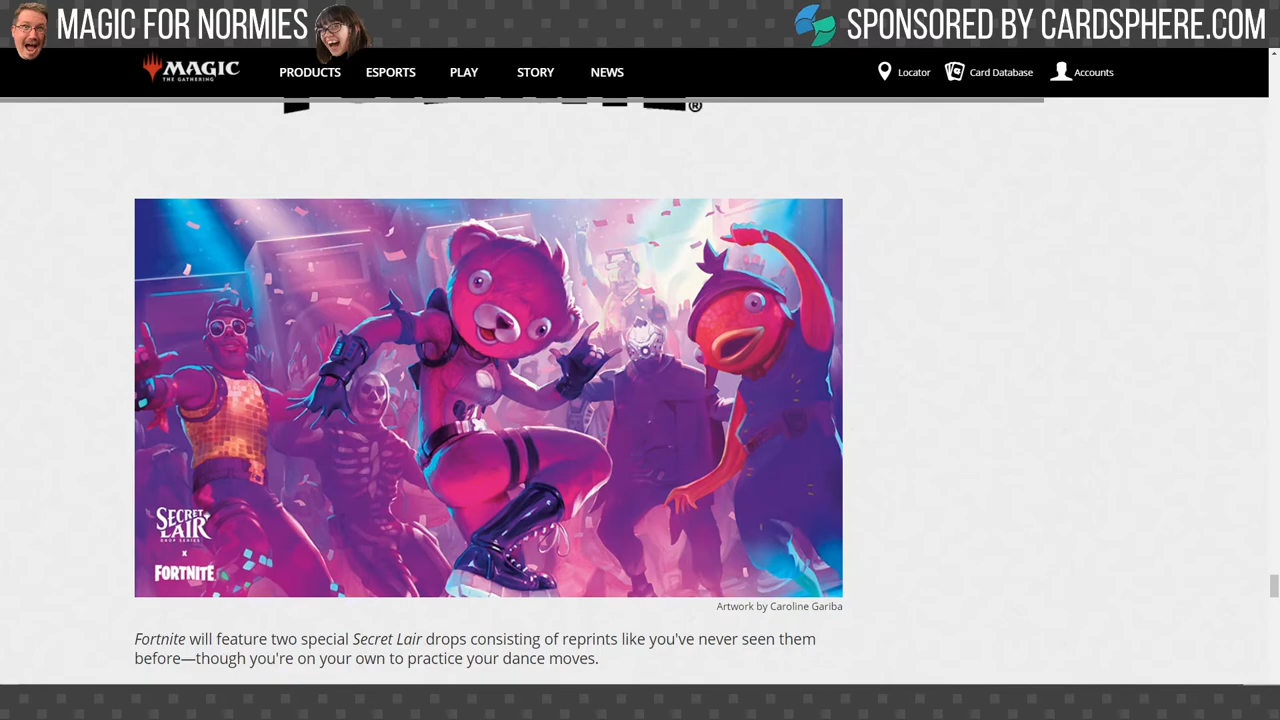 MAGIC FOR NORMIES
SPONSORED BY CARDSPHERE.COM
MAGIC
THE GATHERING
PRODUCTS ESPORTS PLAY STORY NEWS
Locator Card Database Accounts
®
SECRET
LAIR
DROP SERIES
X
FORTNITE
Artwork by Caroline Gariba
Fortnite will feature two special Secret Lair drops consisting of reprints like you've never seen them
before—though you're on your own to practice your dance moves.